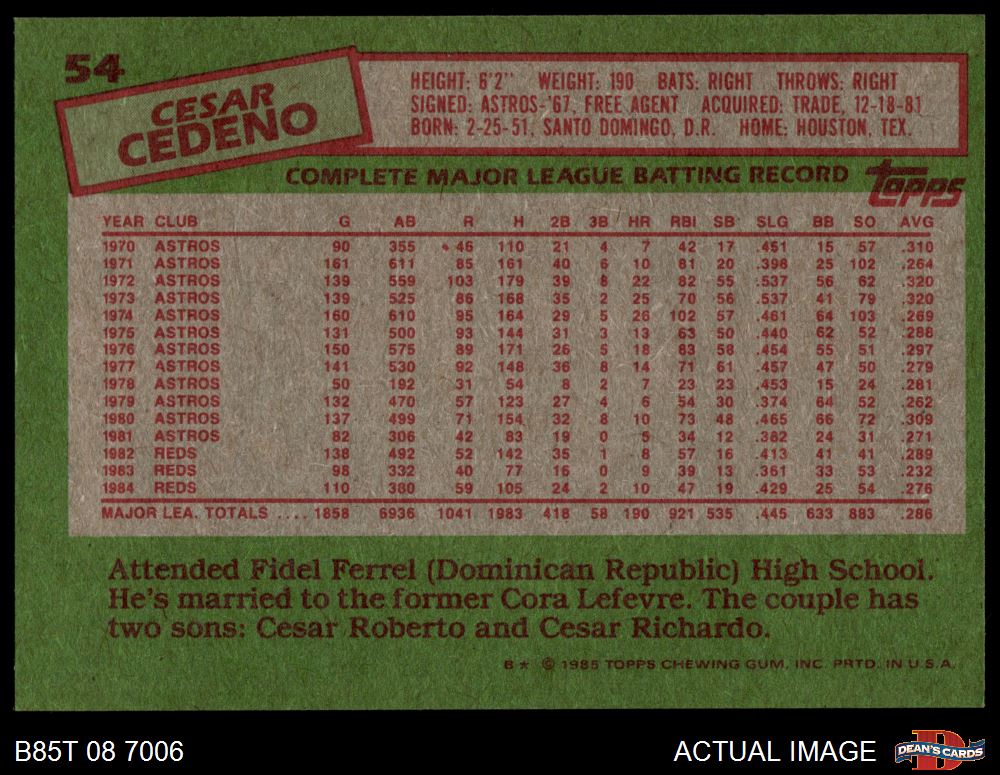 54
CESAR
CEDENO
HEIGHT: 6'2" WEIGHT: 190 BATS: RIGHT THROWS: RIGHT
SIGNED: ASTROS-'67, FREE AGENT ACQUIRED: TRADE, 12-18-81
BORN: 2-25-51, SANTO DOMINGO, D.R. HOME: HOUSTON, TEX.
COMPLETE MAJOR LEAGUE BATTING RECORD
topps
YEAR CLUB G AB R H 2B 3B HR RBI SB SLG BB SO AVG
1970 ASTROS 90 355 46 110 21 4 7 42 17 .451 15 57 .310
1971 ASTROS 161 611 85 161 40 6 10 81 20 .398 25 102 .264
1972 ASTROS 139 559 103 179 39 8 22 82 55 .537 56 62 .320
1973 ASTROS 139 525 86 168 35 2 25 70 56 .537 41 79 .320
1974 ASTROS 160 610 95 164 29 5 26 102 57 .461 64 103 .269
1975 ASTROS 131 500 93 144 31 3 13 63 50 .440 62 52 .288
1976 ASTROS 150 575 89 171 26 5 18 83 58 .454 55 51 .297
1977 ASTROS 141 530 92 148 36 8 14 71 61 .457 47 50 .279
1978 ASTROS 50 192 31 54 8 2 7 23 23 .453 15 24 .281
1979 ASTROS 132 470 57 123 27 4 6 54 30 .374 64 52 .262
1980 ASTROS 137 499 71 154 32 8 10 73 48 .465 66 72 .309
1981 ASTROS 82 306 42 83 19 0 5 34 12 .382 24 31 .271
1982 REDS 138 492 52 142 35 1 8 57 16 .413 41 41 .289
1983 REDS 98 332 40 77 16 0 9 39 13 .361 33 53 .232
1984 REDS 110 380 59 105 24 2 10 47 19 .429 25 54 .276
MAJOR LEA. TOTALS .... 1858 6936 1041 1983 418 58 190 921 535 .445 633 883 .286
Attended Fidel Ferrel (Dominican Republic) High School.
He's married to the former Cora Lefevre. The couple has
two sons: Cesar Roberto and Cesar Richardo.
B★ © 1985 TOPPS CHEWING GUM, INC. PRTD. IN U.S.A.
B85T 08 7006
ACTUAL IMAGE
DEAN'S CARDS